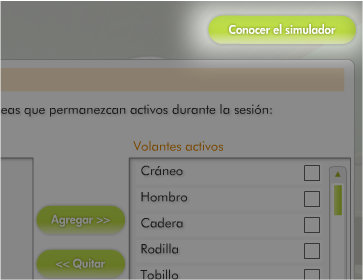 Conocer el simulador
eas que permanezcan activos durante la sesión:
Volantes activos
Cráneo
Hombro
Cadera
Rodilla
Tobillo
Agregar >>
<< Quitar